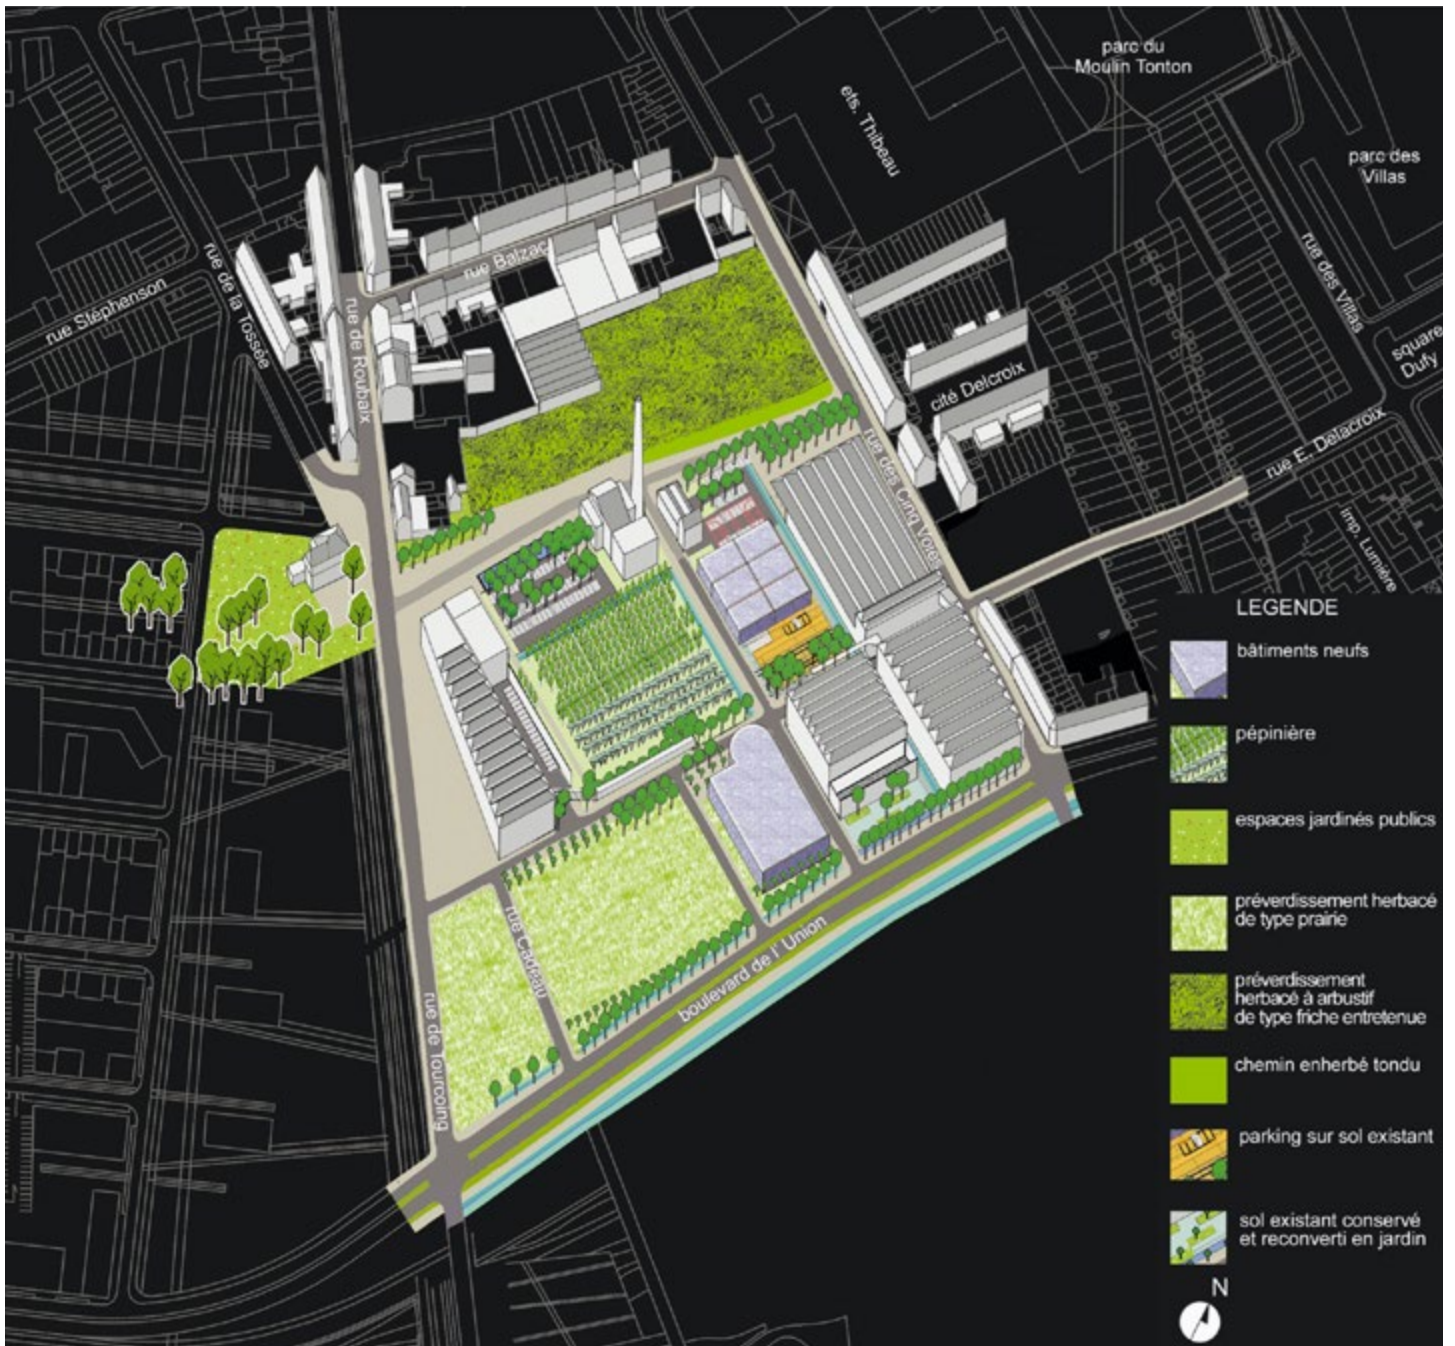 parc du
Moulin Tonton
ets. Thibeau
parc des
Villas
rue des Villas
square
Dufy
rue Stéphenson
rue de la Tossée
rue de Roubaix
rue Balzac
cité Delcroix
rue E. Delacroix
rue des Cinq Voies
imp. Lumière
rue Cadeau
rue de Tourcoing
boulevard de l' Union
LEGENDE
bâtiments neufs
pépinière
espaces jardinés publics
préverdissement herbacé
de type prairie
préverdissement
herbacé à arbustif
de type friche entretenue
chemin enherbé tondu
parking sur sol existant
sol existant conservé
et reconverti en jardin
N